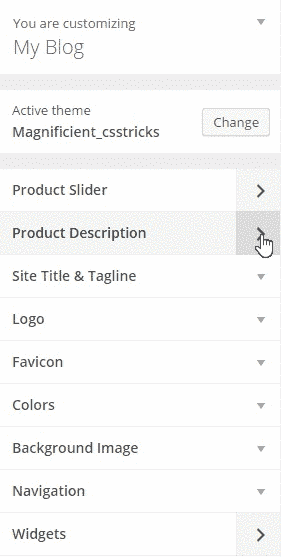 You are customizing
My Blog
Active theme
Magnificient_csstricks
Change
Product Slider
Product Description
Site Title & Tagline
Logo
Favicon
Colors
Background Image
Navigation
Widgets